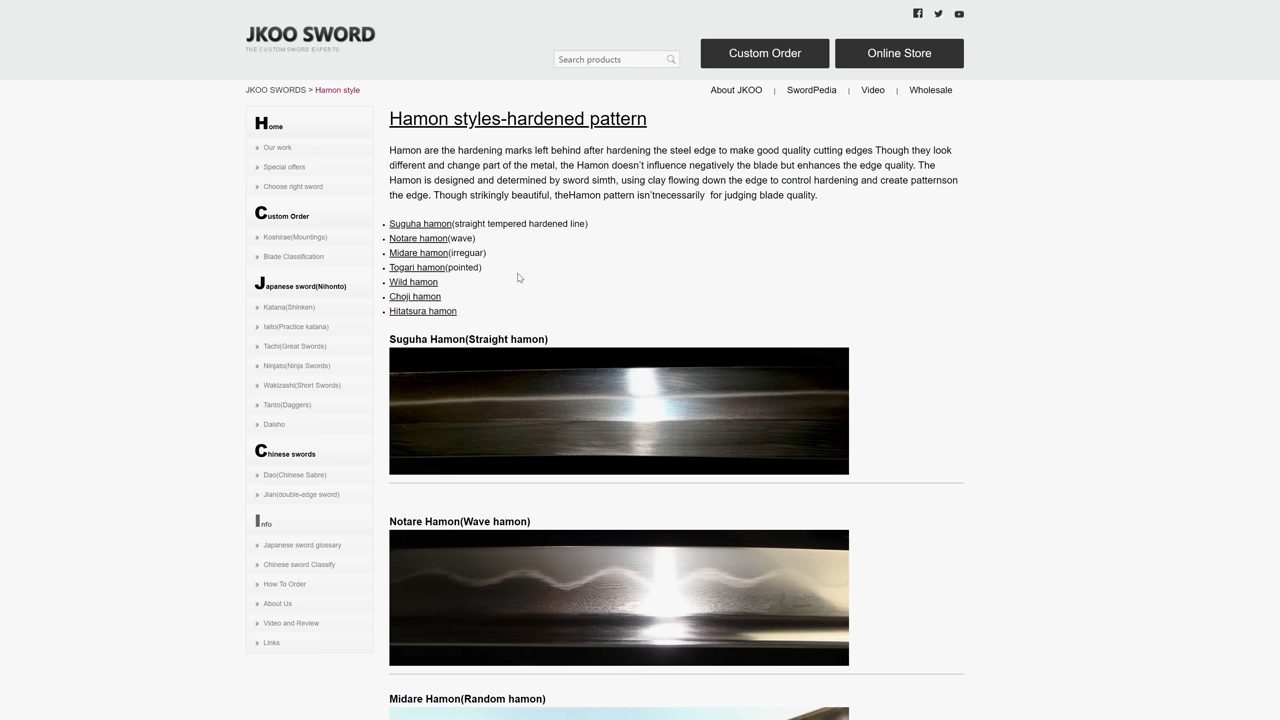 JKOO SWORD
THE CUSTOM SWORD EXPERTS
Search products
Custom Order
Online Store
JKOO SWORDS > Hamon style
About JKOO | SwordPedia | Video | Wholesale
Home
» Our work
» Special offers
» Choose right sword
Custom Order
» Koshirae(Mountings)
» Blade Classification
Japanese sword(Nihonto)
» Katana(Shinken)
» Iaito(Practice katana)
» Tachi(Great Swords)
» Ninjato(Ninja Swords)
» Wakizashi(Short Swords)
» Tanto(Daggers)
» Daisho
Chinese swords
» Dao(Chinese Sabre)
» Jian(double-edge sword)
Info
» Japanese sword glossary
» Chinese sword Classify
» How To Order
» About Us
» Video and Review
» Links
Hamon styles-hardened pattern
Hamon are the hardening marks left behind after hardening the steel edge to make good quality cutting edges Though they look
different and change part of the metal, the Hamon doesn't influence negatively the blade but enhances the edge quality. The
Hamon is designed and determined by sword simth, using clay flowing down the edge to control hardening and create patternson
the edge. Though strikingly beautiful, theHamon pattern isn'tnecessarily for judging blade quality.
• Suguha hamon(straight tempered hardened line)
• Notare hamon(wave)
• Midare hamon(irreguar)
• Togari hamon(pointed)
• Wild hamon
• Choji hamon
• Hitatsura hamon
Suguha Hamon(Straight hamon)
Notare Hamon(Wave hamon)
Midare Hamon(Random hamon)